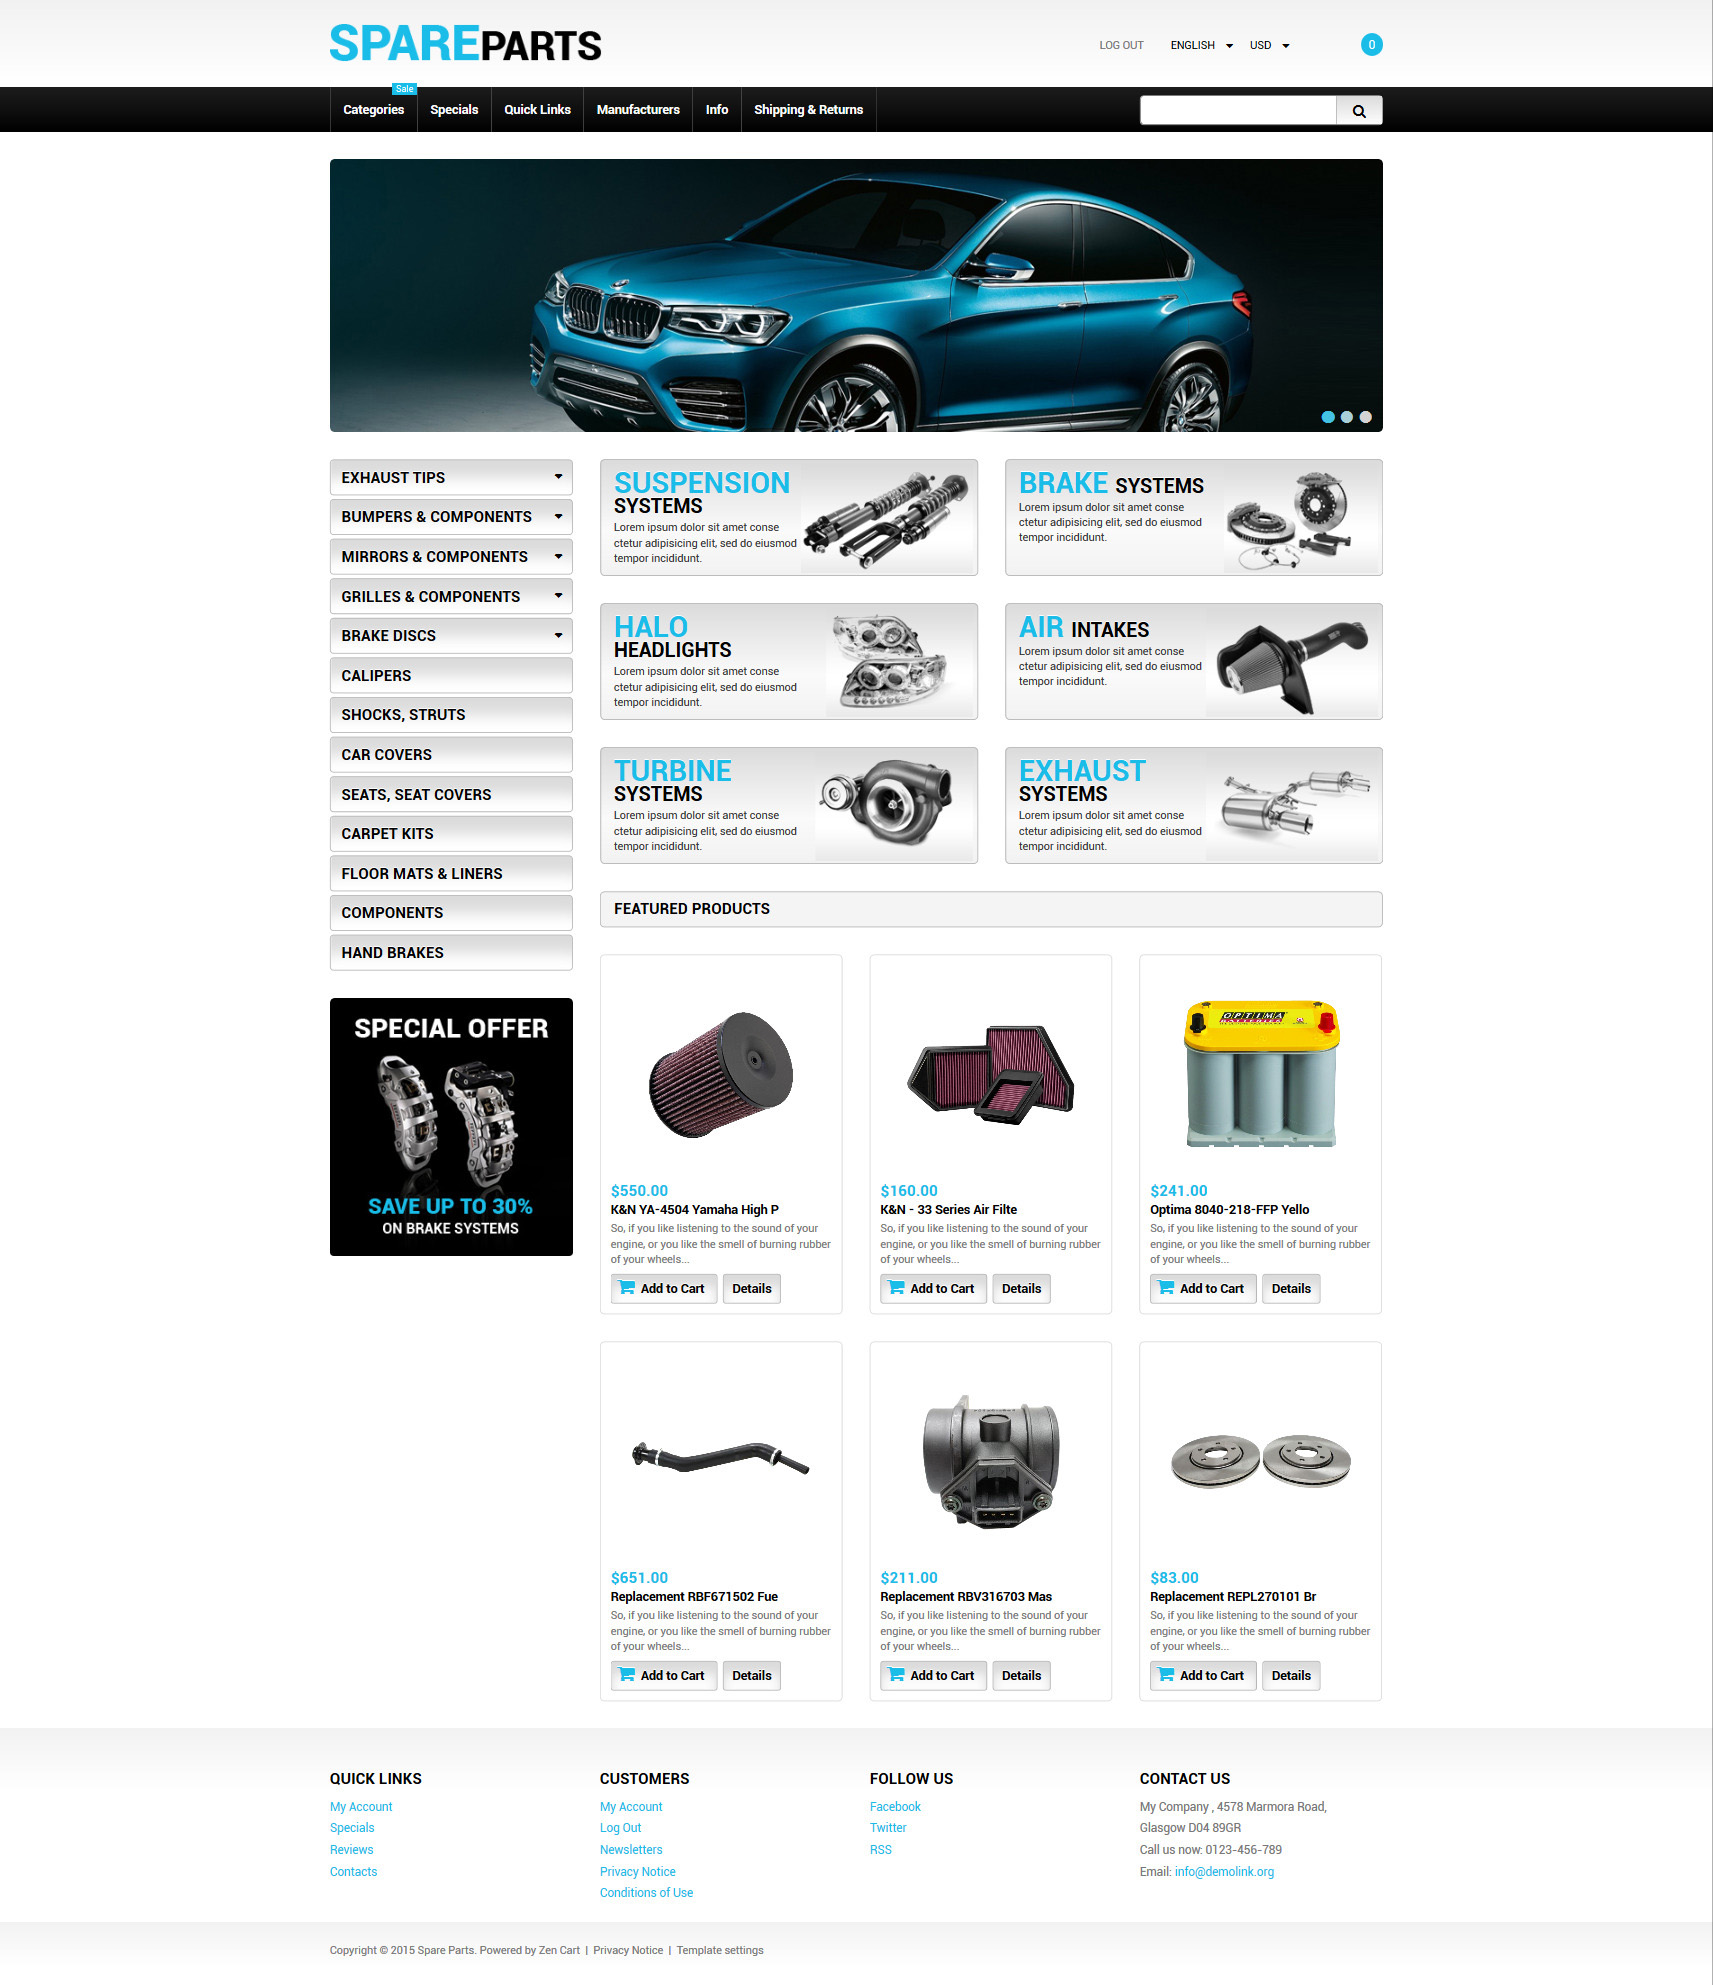 SPAREPARTS
LOG OUT ENGLISH USD 0
Sale
Categories Specials Quick Links Manufacturers Info Shipping & Returns
EXHAUST TIPS
BUMPERS & COMPONENTS
MIRRORS & COMPONENTS
GRILLES & COMPONENTS
BRAKE DISCS
CALIPERS
SHOCKS, STRUTS
CAR COVERS
SEATS, SEAT COVERS
CARPET KITS
FLOOR MATS & LINERS
COMPONENTS
HAND BRAKES
SPECIAL OFFER
SAVE UP TO 30%
ON BRAKE SYSTEMS
SUSPENSION
SYSTEMS
Lorem ipsum dolor sit amet conse
ctetur adipisicing elit, sed do eiusmod
tempor incididunt.
BRAKE SYSTEMS
Lorem ipsum dolor sit amet conse
ctetur adipisicing elit, sed do eiusmod
tempor incididunt.
HALO
HEADLIGHTS
Lorem ipsum dolor sit amet conse
ctetur adipisicing elit, sed do eiusmod
tempor incididunt.
AIR INTAKES
Lorem ipsum dolor sit amet conse
ctetur adipisicing elit, sed do eiusmod
tempor incididunt.
TURBINE
SYSTEMS
Lorem ipsum dolor sit amet conse
ctetur adipisicing elit, sed do eiusmod
tempor incididunt.
EXHAUST
SYSTEMS
Lorem ipsum dolor sit amet conse
ctetur adipisicing elit, sed do eiusmod
tempor incididunt.
FEATURED PRODUCTS
$550.00
K&N YA-4504 Yamaha High P
So, if you like listening to the sound of your
engine, or you like the smell of burning rubber
of your wheels...
Add to Cart Details
$160.00
K&N - 33 Series Air Filte
So, if you like listening to the sound of your
engine, or you like the smell of burning rubber
of your wheels...
Add to Cart Details
OPTIMA
$241.00
Optima 8040-218-FFP Yello
So, if you like listening to the sound of your
engine, or you like the smell of burning rubber
of your wheels...
Add to Cart Details
$651.00
Replacement RBF671502 Fue
So, if you like listening to the sound of your
engine, or you like the smell of burning rubber
of your wheels...
Add to Cart Details
$211.00
Replacement RBV316703 Mas
So, if you like listening to the sound of your
engine, or you like the smell of burning rubber
of your wheels...
Add to Cart Details
$83.00
Replacement REPL270101 Br
So, if you like listening to the sound of your
engine, or you like the smell of burning rubber
of your wheels...
Add to Cart Details
QUICK LINKS
My Account
Specials
Reviews
Contacts
CUSTOMERS
My Account
Log Out
Newsletters
Privacy Notice
Conditions of Use
FOLLOW US
Facebook
Twitter
RSS
CONTACT US
My Company , 4578 Marmora Road,
Glasgow D04 89GR
Call us now: 0123-456-789
Email: info@demolink.org
Copyright © 2015 Spare Parts. Powered by Zen Cart | Privacy Notice | Template settings